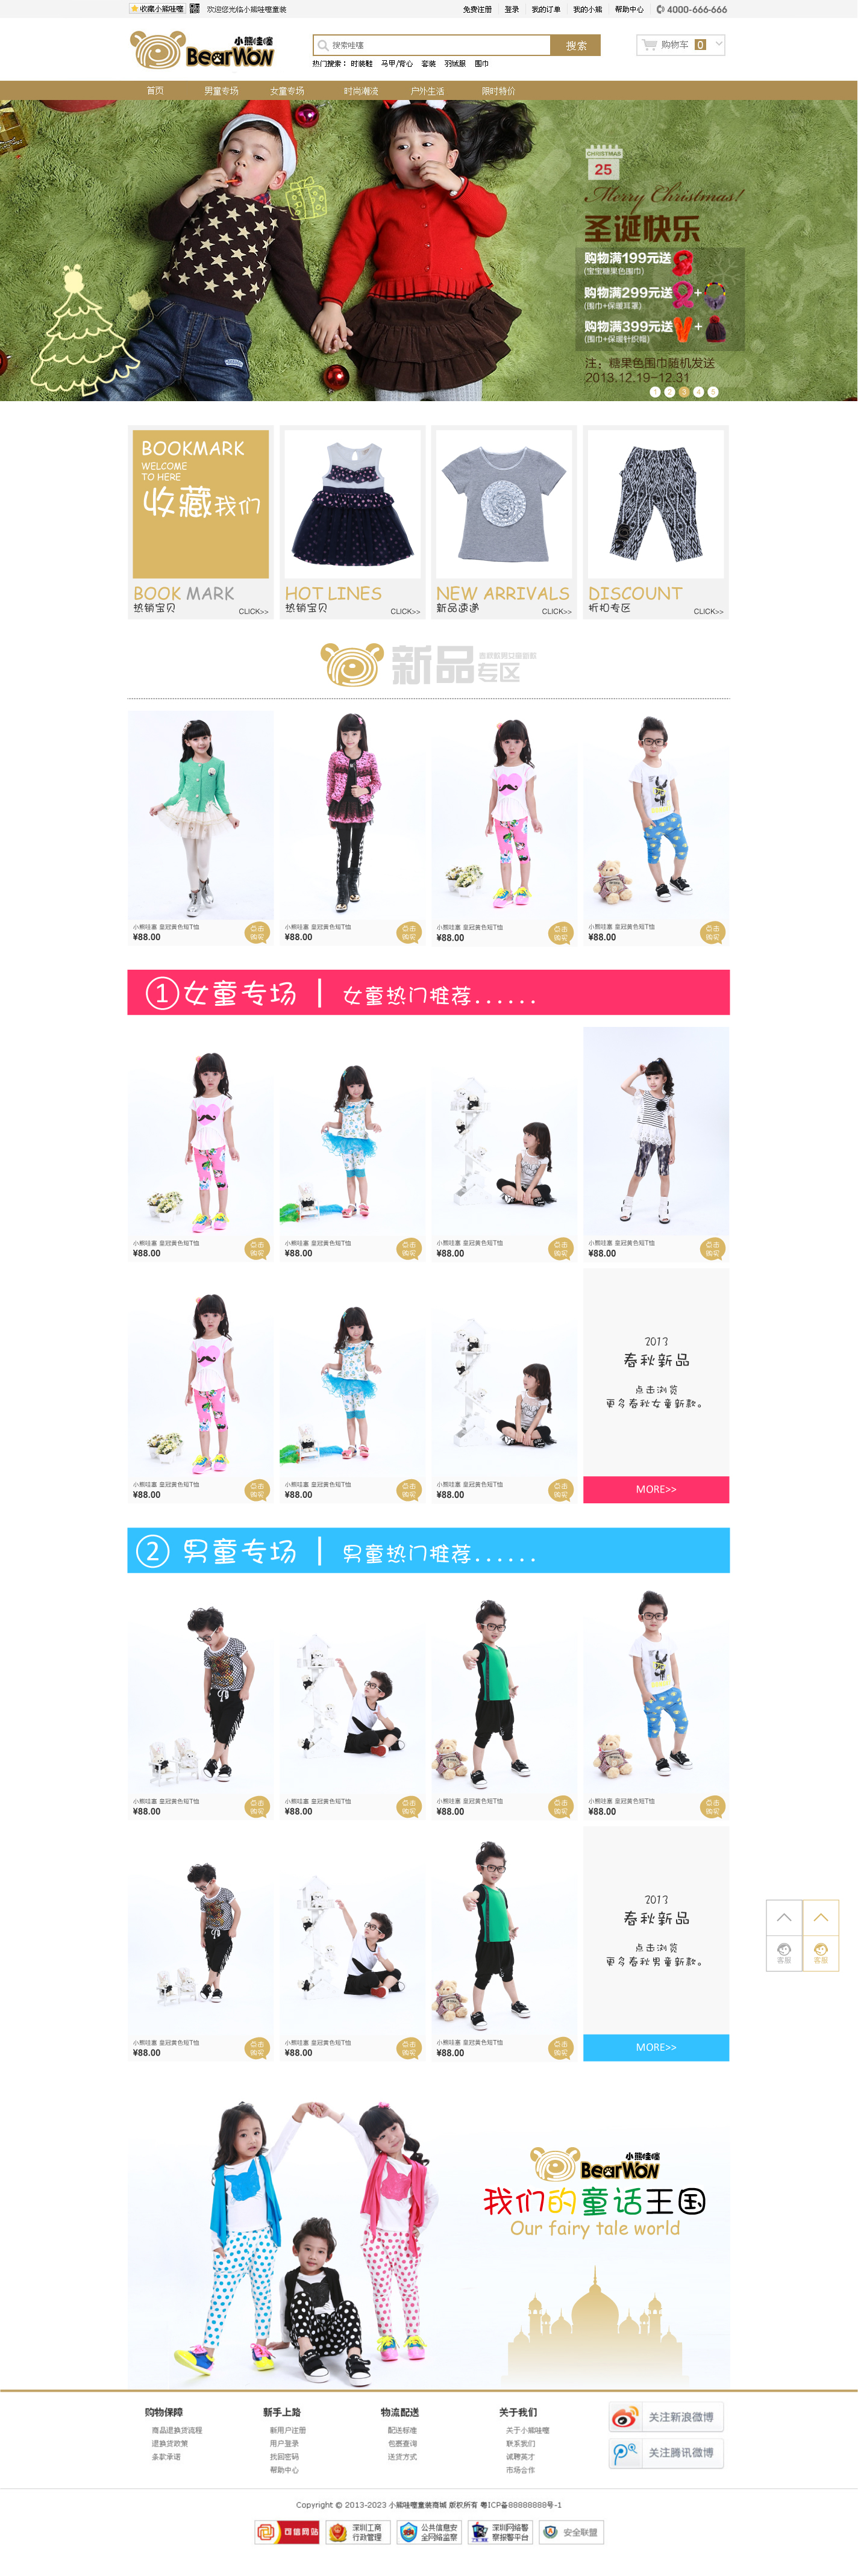 收藏小熊哇噻 欢迎您光临小熊哇噻童装 免费注册 登录 我的订单 我的小熊 帮助中心 4000-666-666
小熊哇噻
BearWow
搜索哇噻 搜索
购物车 0
热门搜索： 时装鞋 马甲/背心 套装 羽绒服 围巾
首页 男童专场 女童专场 时尚潮流 户外生活 限时特价
CHRISTMAS
25
Merry Christmas!
圣诞快乐
购物满199元送
(宝宝糖果色围巾)
购物满299元送 +
(围巾+保暖耳罩)
购物满399元送 +
(围巾+保暖针织帽)
注：糖果色围巾随机发送
2013.12.19-12.31
1 2 3 4 5
BOOKMARK
WELCOME
TO HERE
收藏我们
BOOK MARK
热销宝贝
CLICK>>
HOT LINES
热销宝贝
CLICK>>
NEW ARRIVALS
新品速递
CLICK>>
DISCOUNT
折扣专区
CLICK>>
新品专区
小熊哇噻 皇冠黄色短T恤
¥88.00
点击购买
小熊哇噻 皇冠黄色短T恤
¥88.00
点击购买
小熊哇噻 皇冠黄色短T恤
¥88.00
点击购买
小熊哇噻 皇冠黄色短T恤
¥88.00
点击购买
①女童专场 | 女童热门推荐......
小熊哇噻 皇冠黄色短T恤
¥88.00
点击购买
小熊哇噻 皇冠黄色短T恤
¥88.00
点击购买
小熊哇噻 皇冠黄色短T恤
¥88.00
点击购买
小熊哇噻 皇冠黄色短T恤
¥88.00
点击购买
小熊哇噻 皇冠黄色短T恤
¥88.00
点击购买
小熊哇噻 皇冠黄色短T恤
¥88.00
点击购买
小熊哇噻 皇冠黄色短T恤
¥88.00
点击购买
2013
春秋新品
点击浏览
更多春秋女童新款。
MORE>>
② 男童专场 | 男童热门推荐......
小熊哇噻 皇冠黄色短T恤
¥88.00
点击购买
小熊哇噻 皇冠黄色短T恤
¥88.00
点击购买
小熊哇噻 皇冠黄色短T恤
¥88.00
点击购买
小熊哇噻 皇冠黄色短T恤
¥88.00
点击购买
小熊哇噻 皇冠黄色短T恤
¥88.00
点击购买
小熊哇噻 皇冠黄色短T恤
¥88.00
点击购买
小熊哇噻 皇冠黄色短T恤
¥88.00
点击购买
2013
春秋新品
点击浏览
更多春秋男童新款。
MORE>>
客服 客服
小熊哇噻
BearWow
我们的童话王国
Our fairy tale world
购物保障
商品退换货流程
退换货政策
多款承诺
新手上路
新用户注册
用户登录
找回密码
帮助中心
物流配送
配送标准
包裹查询
送货方式
关于我们
关于小熊哇噻
联系我们
诚聘英才
市场合作
关注新浪微博
关注腾讯微博
Copyright © 2013-2023 小熊哇噻童装商城 版权所有 粤ICP备88888888号-1
可信网站
深圳工商
行政管理
公共信息安
全网络监察
深圳网络警
察报警平台
安全联盟